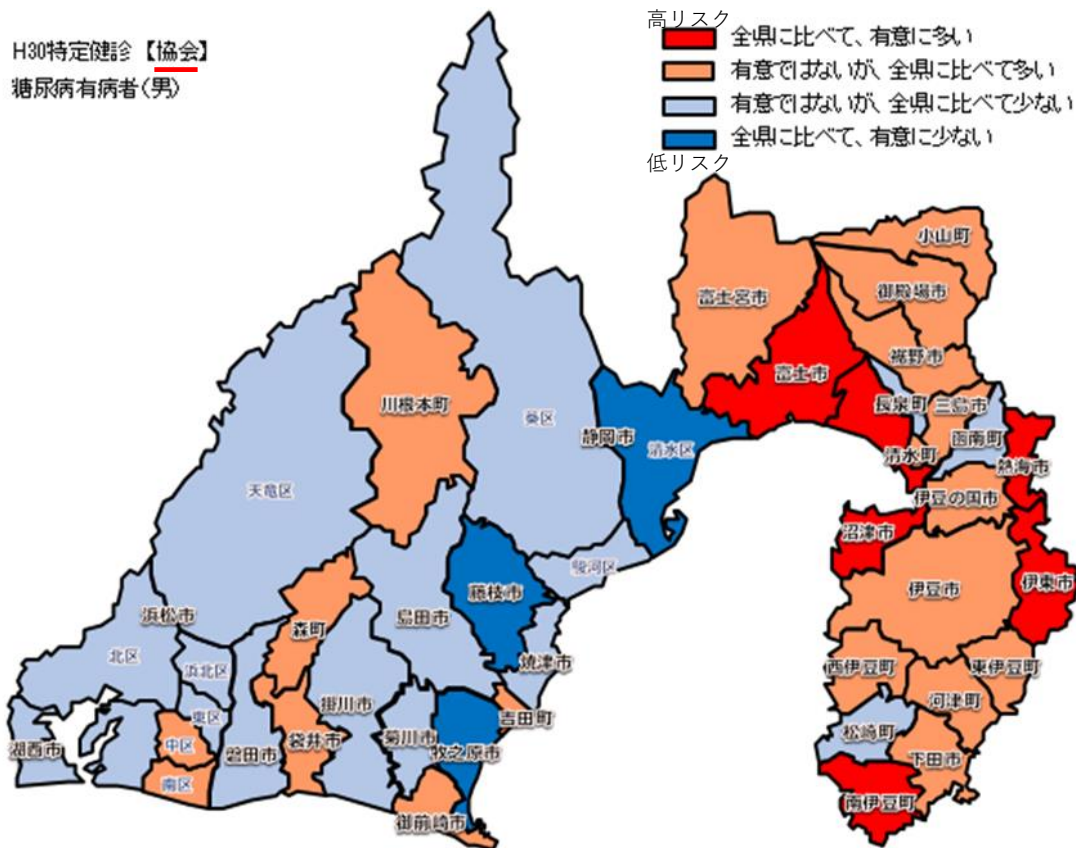 H30特定健診【協会】
糖尿病有病者(男)
高リスク
全県に比べて、有意に多い
有意ではないが、全県に比べて多い
有意ではないが、全県に比べて少ない
全県に比べて、有意に少ない
低リスク
小山町
富士宮市
御殿場市
裾野市
富士市
長泉町
三島市
川根本町
葵区
静岡市
清水区
函南町
清水町
熱海市
天竜区
伊豆の国市
沼津市
駿河区
伊豆市
伊東市
藤枝市
浜松市
島田市
森町
北区
浜北区
焼津市
西伊豆町
東伊豆町
掛川市
河津町
東区
吉田町
湖西市
中区
磐田市
袋井市
菊川市
牧之原市
松崎町
下田市
南区
御前崎市
南伊豆町